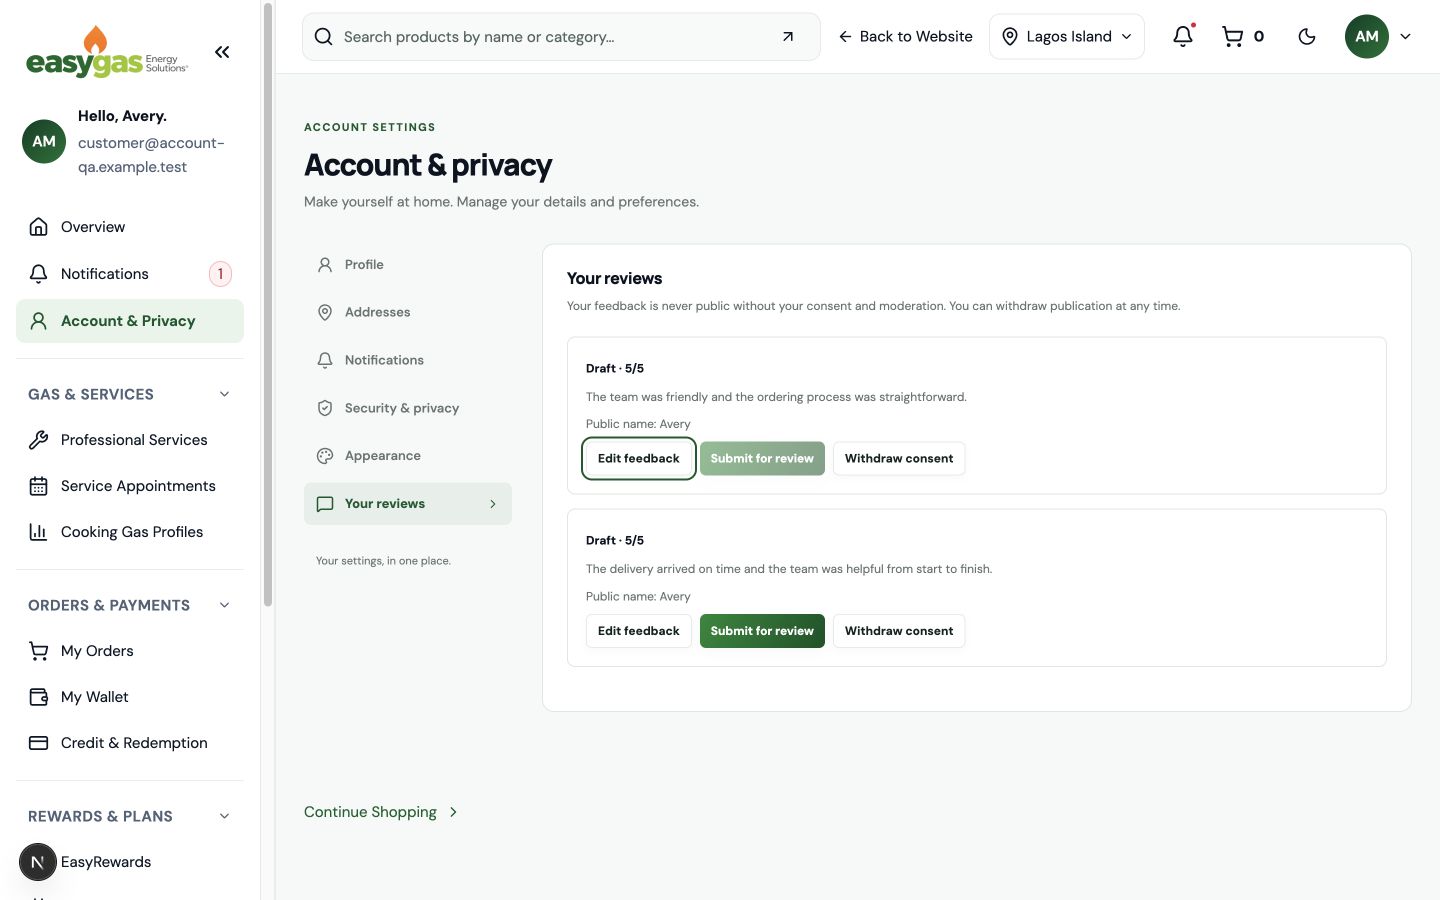 easygas Energy Solutions
Search products by name or category...
Back to Website
Lagos Island
0
AM
AM
Hello, Avery.
customer@account-
qa.example.test
Overview
Notifications 1
Account & Privacy
GAS & SERVICES
Professional Services
Service Appointments
Cooking Gas Profiles
ORDERS & PAYMENTS
My Orders
My Wallet
Credit & Redemption
REWARDS & PLANS
N
EasyRewards
ACCOUNT SETTINGS
Account & privacy
Make yourself at home. Manage your details and preferences.
Profile
Addresses
Notifications
Security & privacy
Appearance
Your reviews
Your settings, in one place.
Your reviews
Your feedback is never public without your consent and moderation. You can withdraw publication at any time.
Draft · 5/5
The team was friendly and the ordering process was straightforward.
Public name: Avery
Edit feedback Submit for review Withdraw consent
Draft · 5/5
The delivery arrived on time and the team was helpful from start to finish.
Public name: Avery
Edit feedback Submit for review Withdraw consent
Continue Shopping